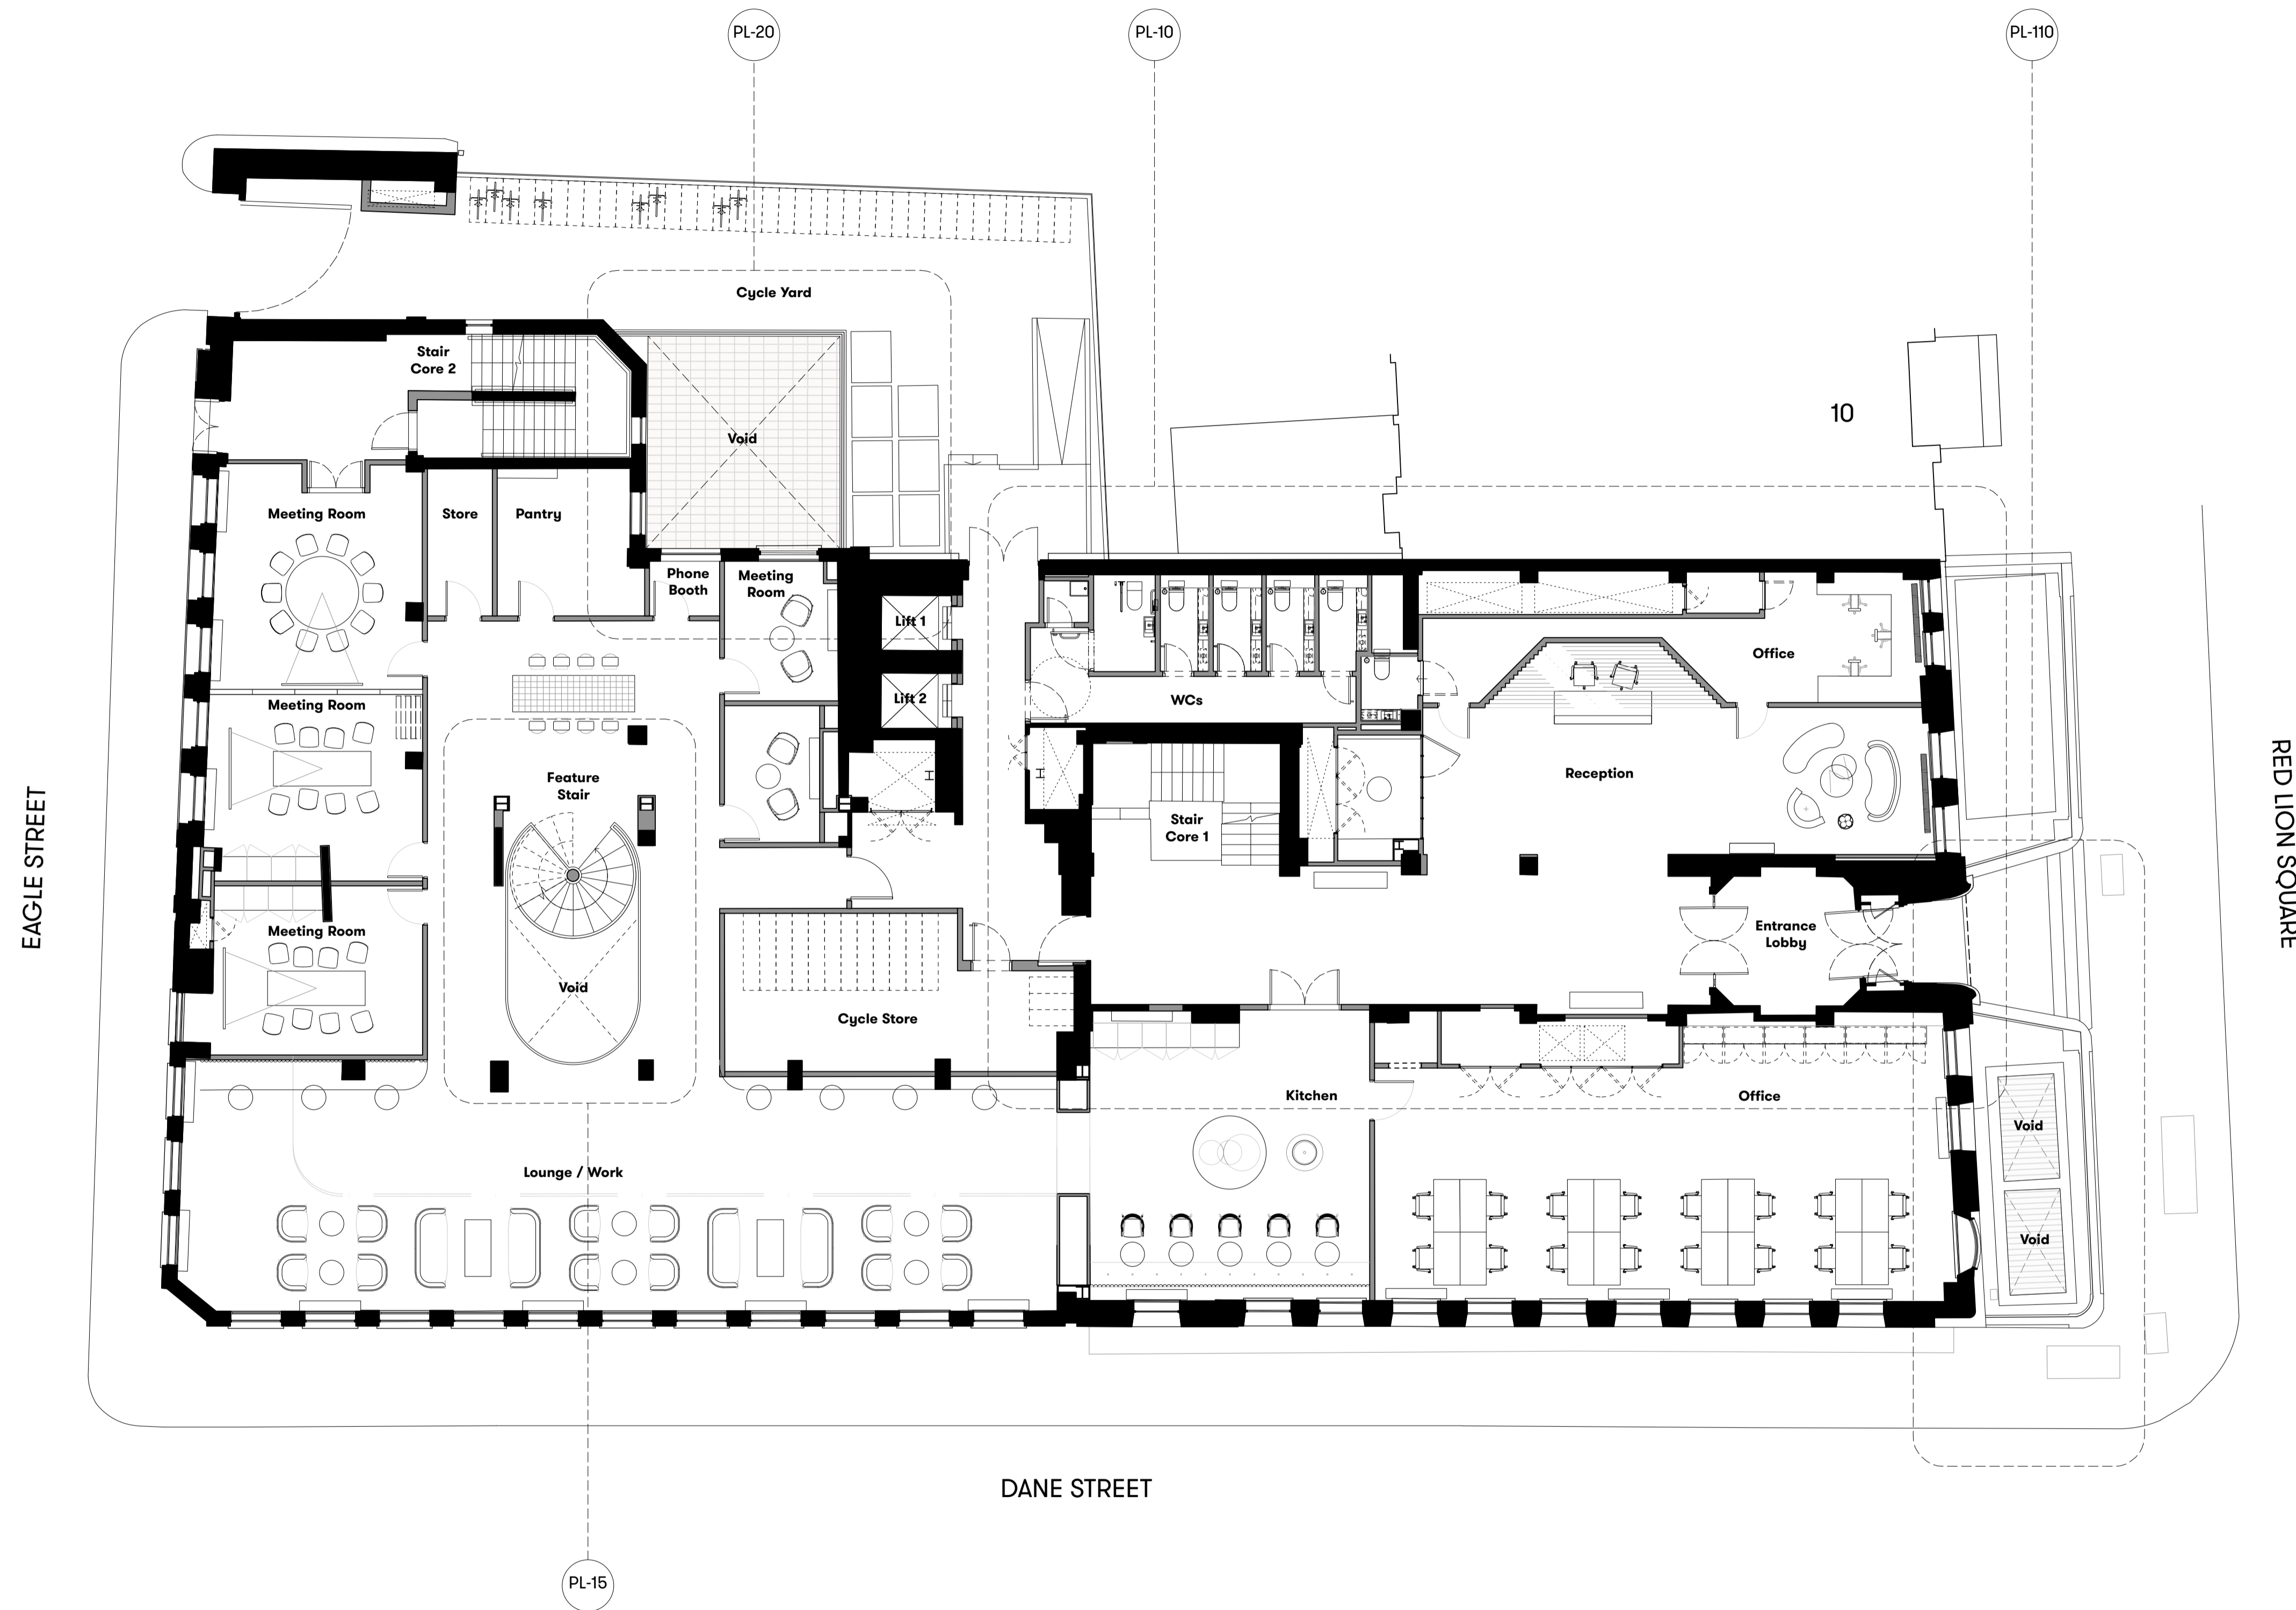 PL-20
PL-10
PL-110
Cycle Yard
Stair
Core 2
10
Void
Meeting Room
Store
Pantry
Phone
Booth
Meeting
Room
Lift 1
Office
Meeting Room
Lift 2
WCs
Feature
Stair
Reception
Stair
Core 1
EAGLE STREET
RED LION SQUARE
Meeting Room
Entrance
Lobby
Void
Cycle Store
Kitchen
Office
Void
Lounge / Work
Void
DANE STREET
PL-15